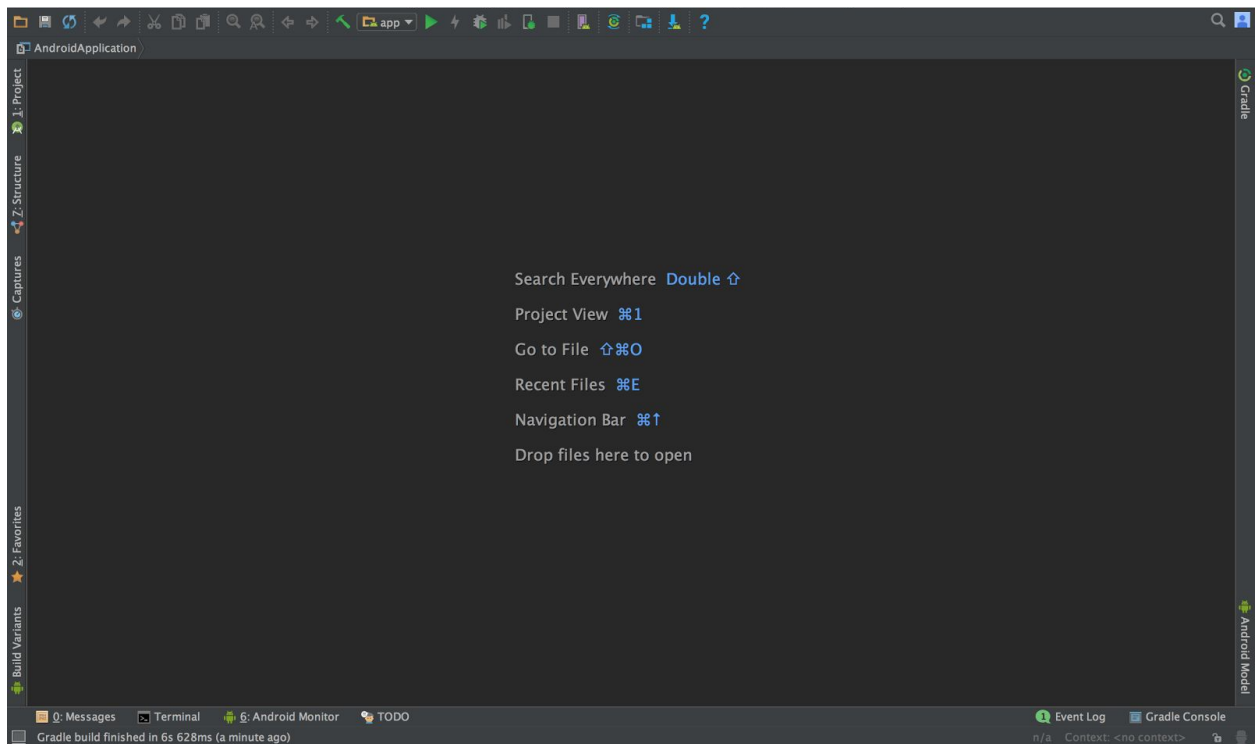 app
AndroidApplication
1: Project
7: Structure
Captures
2: Favorites
Build Variants
Gradle
Android Model
Search Everywhere Double ⇧
Project View ⌘1
Go to File ⇧⌘O
Recent Files ⌘E
Navigation Bar ⌘↑
Drop files here to open
0: Messages Terminal 6: Android Monitor TODO 1 Event Log Gradle Console
Gradle build finished in 6s 628ms (a minute ago) n/a Context: <no context>